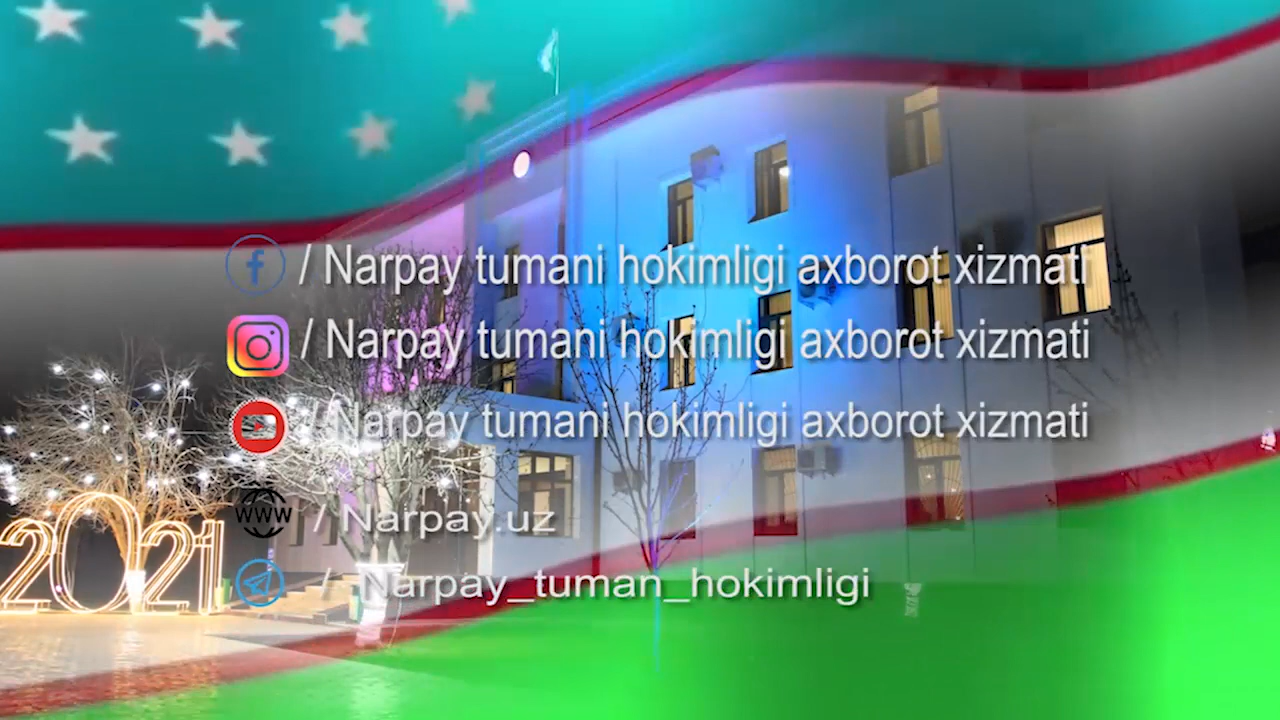 / Narpay tumani hokimligi axborot xizmati
/ Narpay tumani hokimligi axborot xizmati
/ Narpay tumani hokimligi axborot xizmati
WWW / Narpay.uz
/ Narpay_tuman_hokimligi
2021